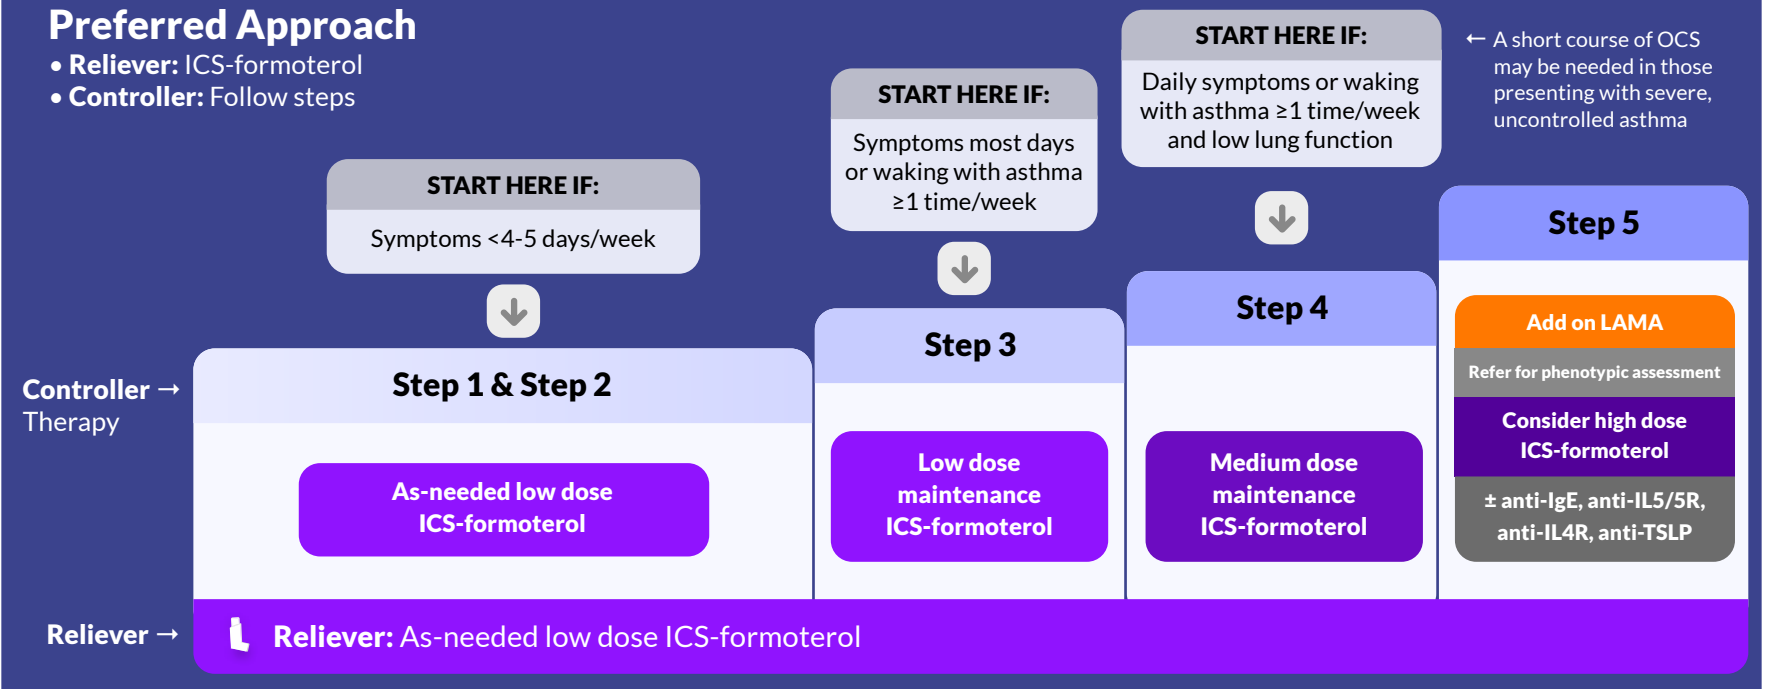 Preferred Approach
• Reliever: ICS-formoterol
• Controller: Follow steps
START HERE IF:
Symptoms <4-5 days/week
START HERE IF:
Symptoms most days
or waking with asthma
≥1 time/week
START HERE IF:
Daily symptoms or waking
with asthma ≥1 time/week
and low lung function
← A short course of OCS
may be needed in those
presenting with severe,
uncontrolled asthma
Controller →
Therapy
Step 1 & Step 2
As-needed low dose
ICS-formoterol
Step 3
Low dose
maintenance
ICS-formoterol
Step 4
Medium dose
maintenance
ICS-formoterol
Step 5
Add on LAMA
Refer for phenotypic assessment
Consider high dose
ICS-formoterol
± anti-IgE, anti-IL5/5R,
anti-IL4R, anti-TSLP
Reliever →
Reliever: As-needed low dose ICS-formoterol